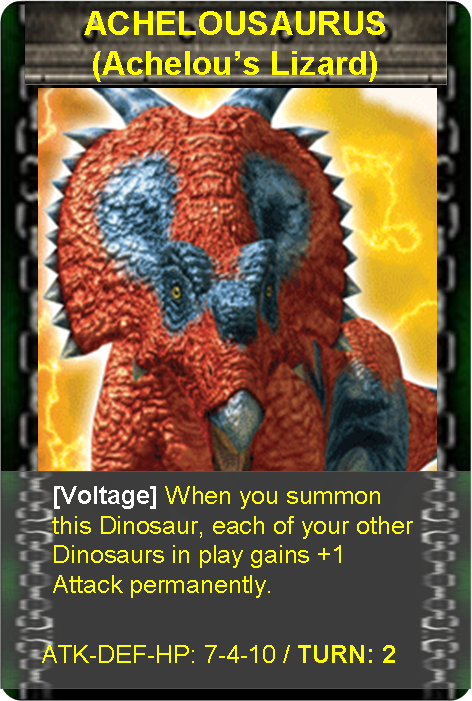 ACHELOUSAURUS
(Achelou’s Lizard)
[Voltage] When you summon
this Dinosaur, each of your other
Dinosaurs in play gains +1
Attack permanently.
ATK-DEF-HP: 7-4-10 / TURN: 2